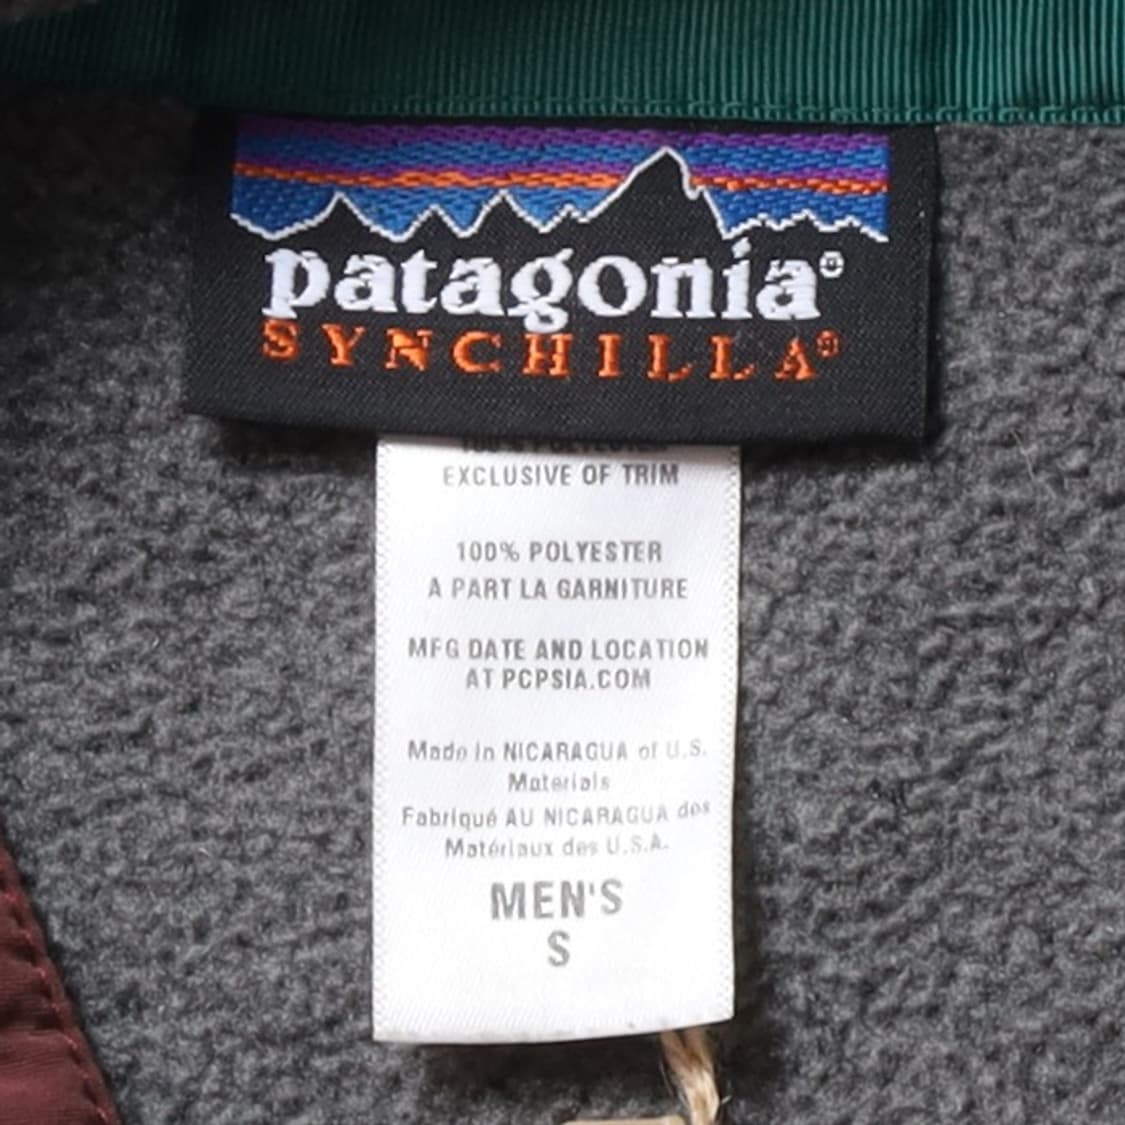 patagonia®
SYNCHILLA®
EXCLUSIVE OF TRIM
100% POLYESTER
A PART LA GARNITURE
MFG DATE AND LOCATION
AT PCPSIA.COM
Made in NICARAGUA of U.S.
Materials
Fabriqué AU NICARAGUA des
Matériaux des U.S.A.
MEN'S
S